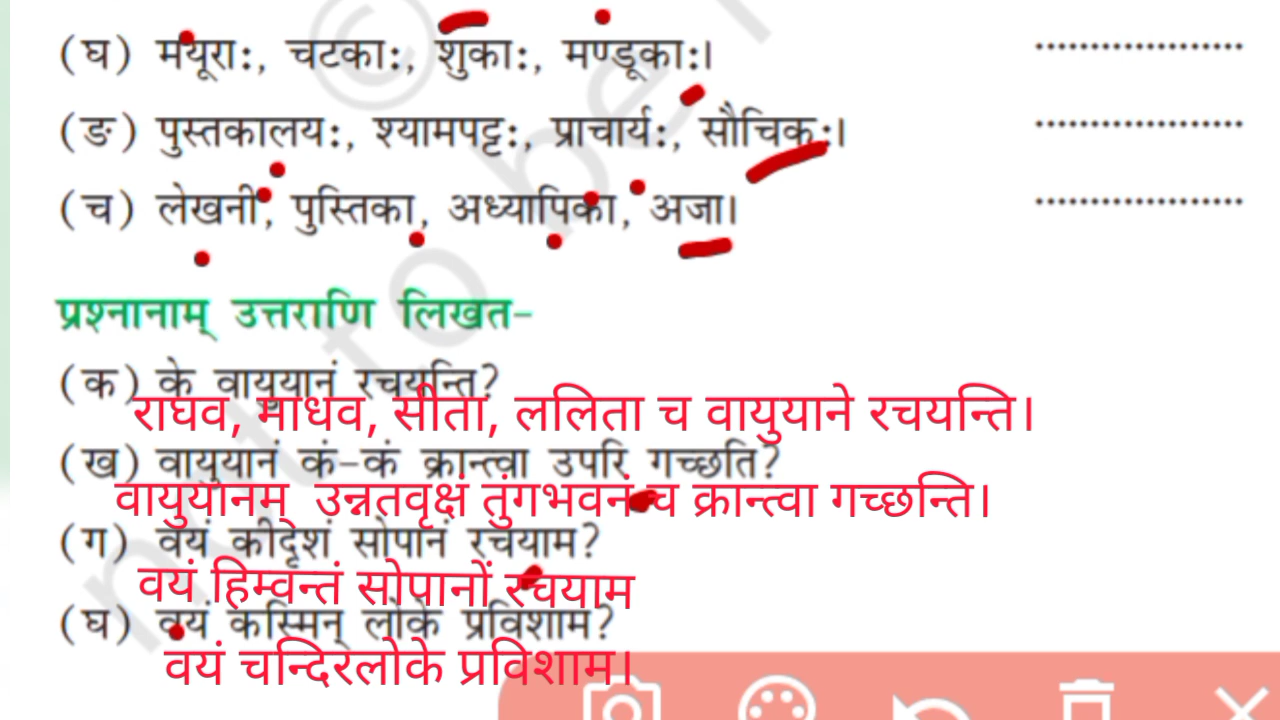 (घ) मयूराः, चटकाः, शुकाः, मण्डूकाः। ...................
(ङ) पुस्तकालयः, श्यामपट्टः, प्राचार्यः, सौचिकः। ...................
(च) लेखनी, पुस्तिका, अध्यापिका, अजा। ...................
प्रश्नानाम् उत्तराणि लिखत-
(क) के वायुयानं रचयन्ति?
राघव, माधव, सीता, ललिता च वायुयाने रचयन्ति।
(ख) वायुयानं कं-कं क्रान्त्वा उपरि गच्छति?
वायुयानम् उन्नतवृक्षं तुंगभवनं च क्रान्त्वा गच्छन्ति।
(ग) वयं कीदृशं सोपानं रचयाम?
वयं हिम्वन्तं सोपानों रचयाम
(घ) वयं कस्मिन् लोके प्रविशाम?
वयं चन्दिरलोके प्रविशाम।